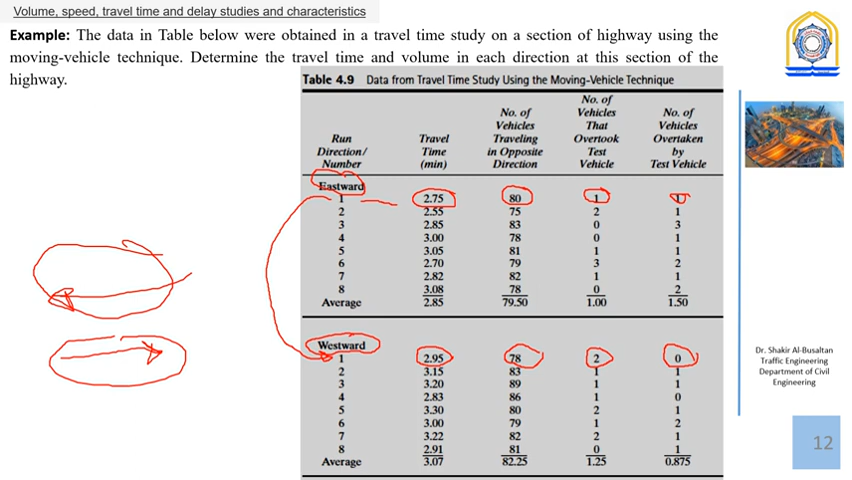 Volume, speed, travel time and delay studies and characteristics
Example: The data in Table below were obtained in a travel time study on a section of highway using the
moving-vehicle technique. Determine the travel time and volume in each direction at this section of the
highway.
Table 4.9 Data from Travel Time Study Using the Moving-Vehicle Technique
Run Direction/ Number | Travel Time (min) | No. of Vehicles Traveling in Opposite Direction | No. of Vehicles That Overtook Test Vehicle | No. of Vehicles Overtaken by Test Vehicle
Eastward
1 2.75 80 1
2 2.55 75 2 1
3 2.85 83 0 3
4 3.00 78 0 1
5 3.05 81 1 1
6 2.70 79 3 2
7 2.82 82 1 1
8 3.08 78 0 2
Average 2.85 79.50 1.00 1.50
Westward
1 2.95 78 2 0
2 3.15 83 1 1
3 3.20 89 1 1
4 2.83 86 1 0
5 3.30 80 2 1
6 3.00 79 1 2
7 3.22 82 2 1
8 2.91 81 0 1
Average 3.07 82.25 1.25 0.875
Dr. Shakir Al-Busaltan
Traffic Engineering
Department of Civil
Engineering
12